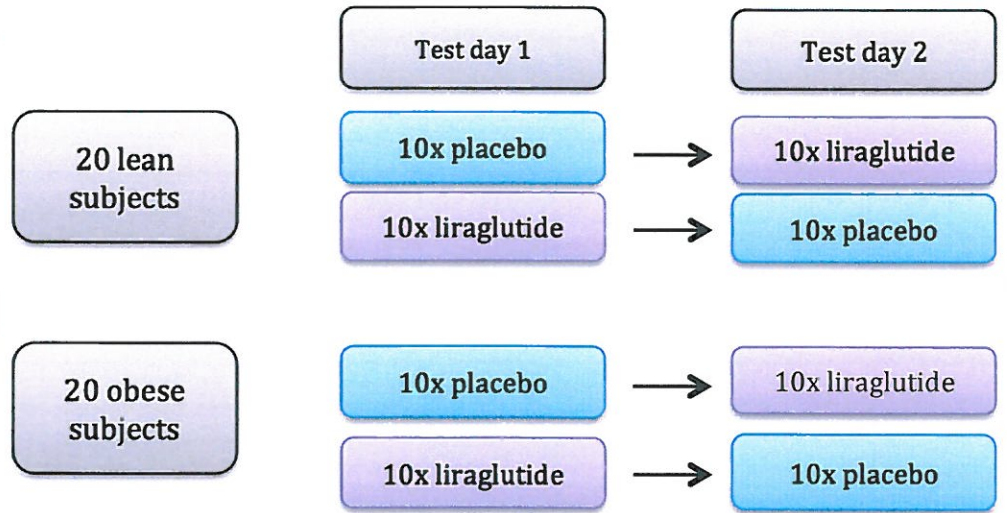 Test day 1
Test day 2
20 lean
subjects
10x placebo
10x liraglutide
10x liraglutide
10x placebo
20 obese
subjects
10x placebo
10x liraglutide
10x liraglutide
10x placebo